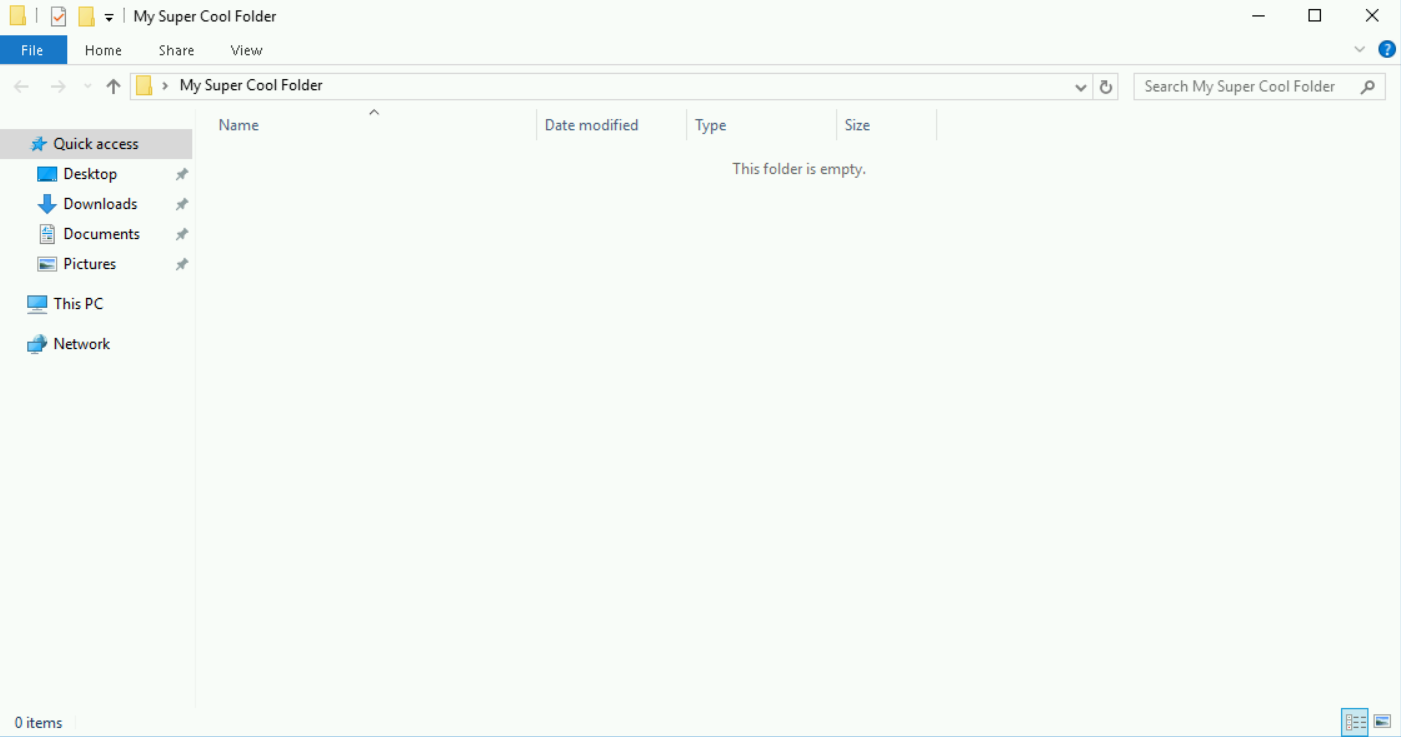 My Super Cool Folder
File Home Share View
?
My Super Cool Folder
Search My Super Cool Folder
Name Date modified Type Size
This folder is empty.
Quick access
Desktop
Downloads
Documents
Pictures
This PC
Network
0 items